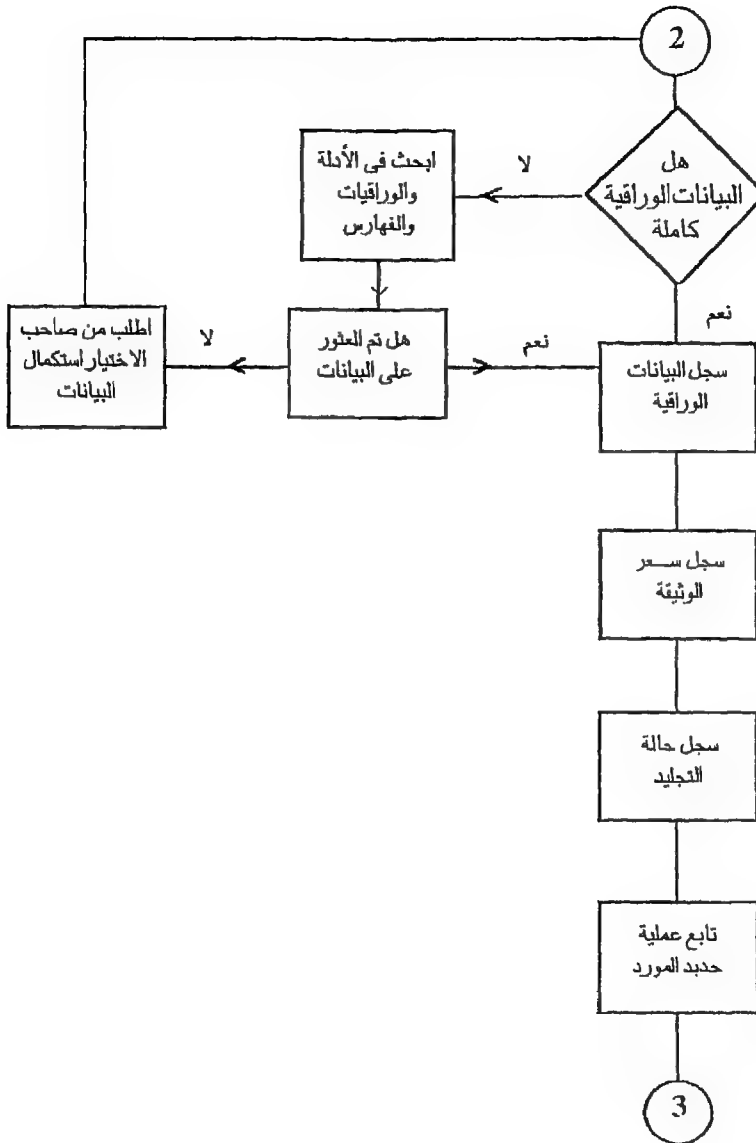 2
هل
البيانات الوراقية
كاملة
لا
ابحث فى الأدلة
والوراقيات
والفهارس
نعم
هل تم العثور
على البيانات
لا
اطلب من صاحب
الاختيار استكمال
البيانات
نعم
سجل البيانات
الوراقية
سجل سعر
الوثيقة
سجل حالة
التجليد
تابع عملية
حدبد المورد
3